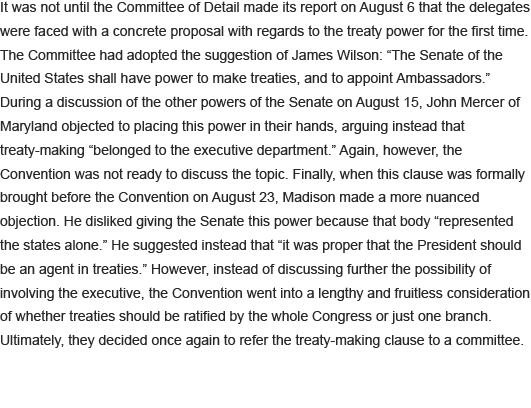 It was not until the Committee of Detail made its report on August 6 that the delegates
were faced with a concrete proposal with regards to the treaty power for the first time.
The Committee had adopted the suggestion of James Wilson: “The Senate of the
United States shall have power to make treaties, and to appoint Ambassadors.”
During a discussion of the other powers of the Senate on August 15, John Mercer of
Maryland objected to placing this power in their hands, arguing instead that
treaty-making “belonged to the executive department.” Again, however, the
Convention was not ready to discuss the topic. Finally, when this clause was formally
brought before the Convention on August 23, Madison made a more nuanced
objection. He disliked giving the Senate this power because that body “represented
the states alone.” He suggested instead that “it was proper that the President should
be an agent in treaties.” However, instead of discussing further the possibility of
involving the executive, the Convention went into a lengthy and fruitless consideration
of whether treaties should be ratified by the whole Congress or just one branch.
Ultimately, they decided once again to refer the treaty-making clause to a committee.